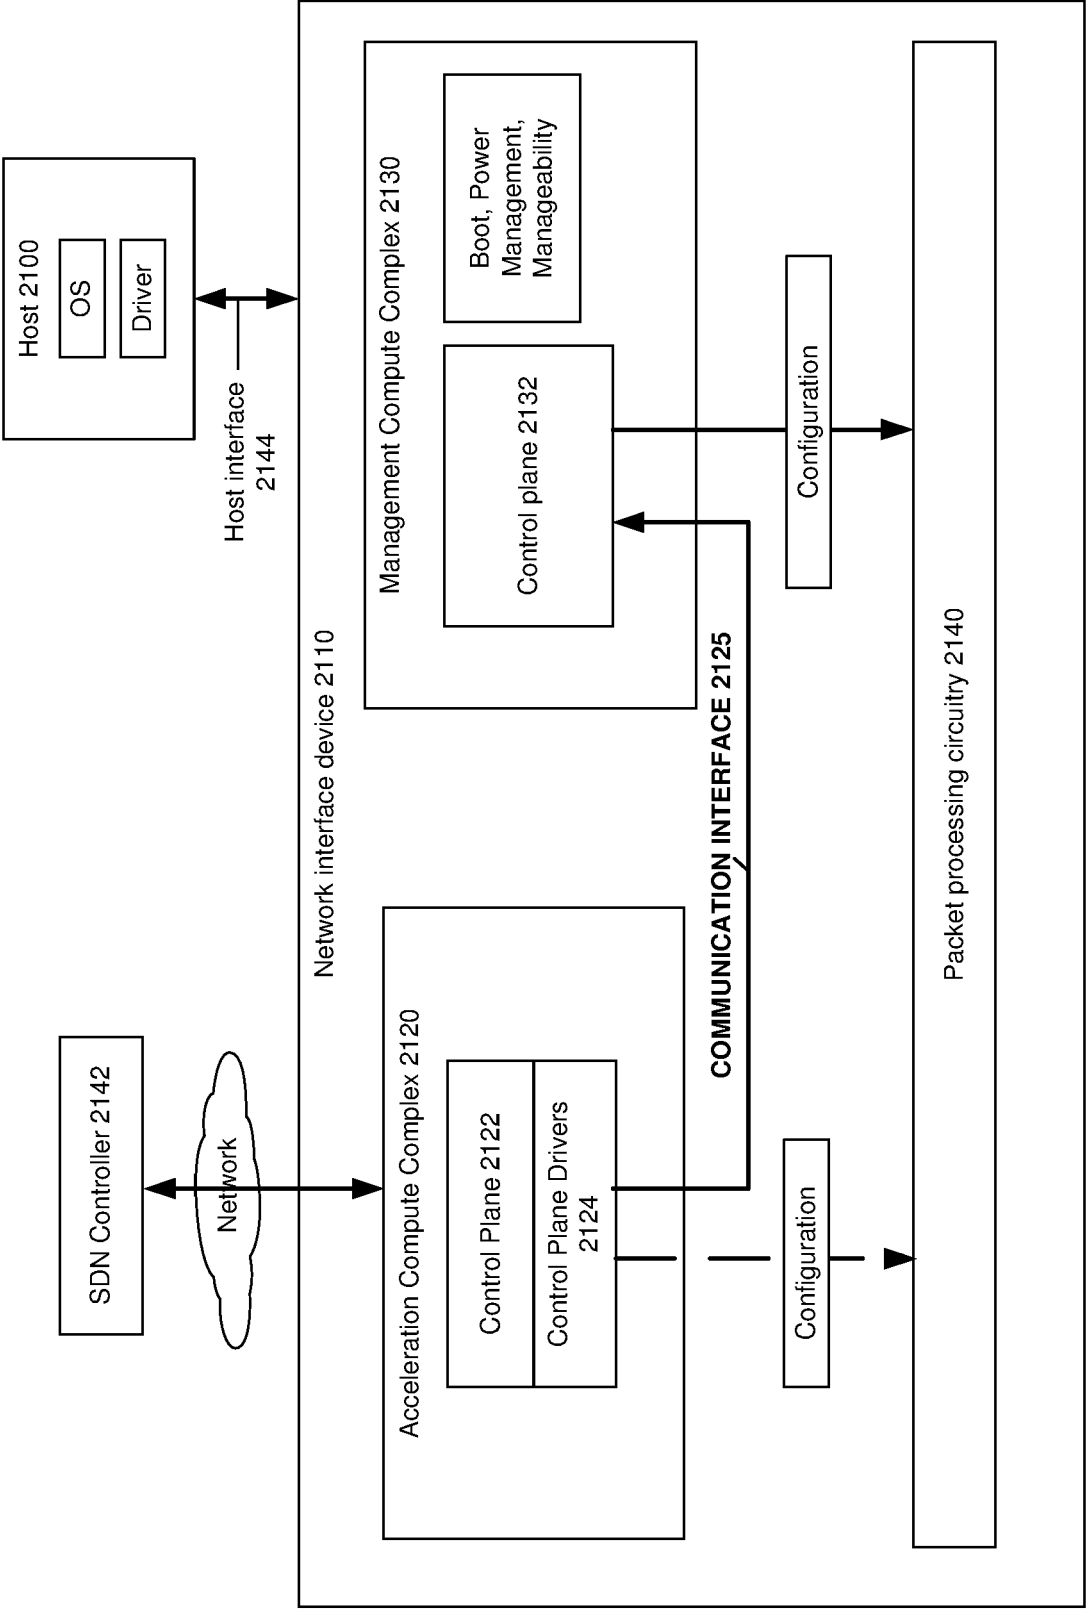 SDN Controller 2142
Network
Host 2100
OS
Driver
Host interface
2144
Network interface device 2110
Acceleration Compute Complex 2120
Control Plane 2122
Control Plane Drivers
2124
Management Compute Complex 2130
Control plane 2132
Boot, Power
Management,
Manageability
COMMUNICATION INTERFACE 2125
Configuration
Configuration
Packet processing circuitry 2140